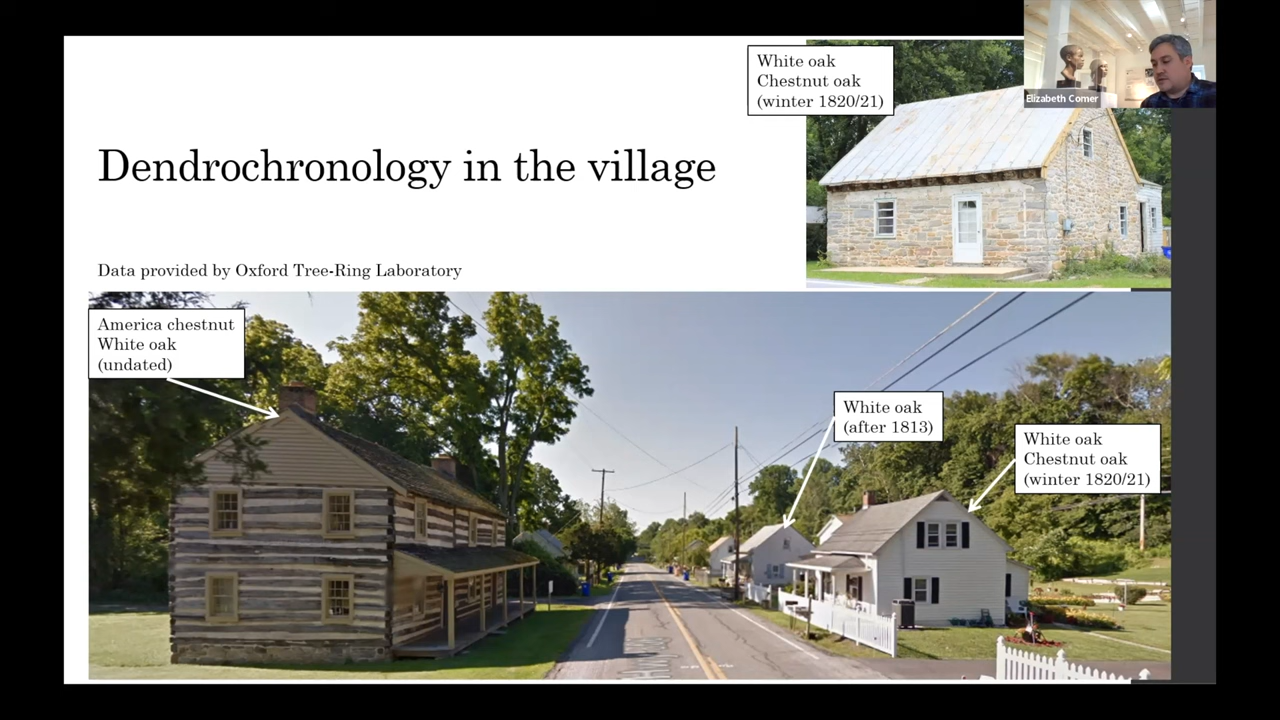 White oak
Chestnut oak
(winter 1820/21)
Elizabeth Comer
Dendrochronology in the village
Data provided by Oxford Tree-Ring Laboratory
America chestnut
White oak
(undated)
White oak
(after 1813)
White oak
Chestnut oak
(winter 1820/21)